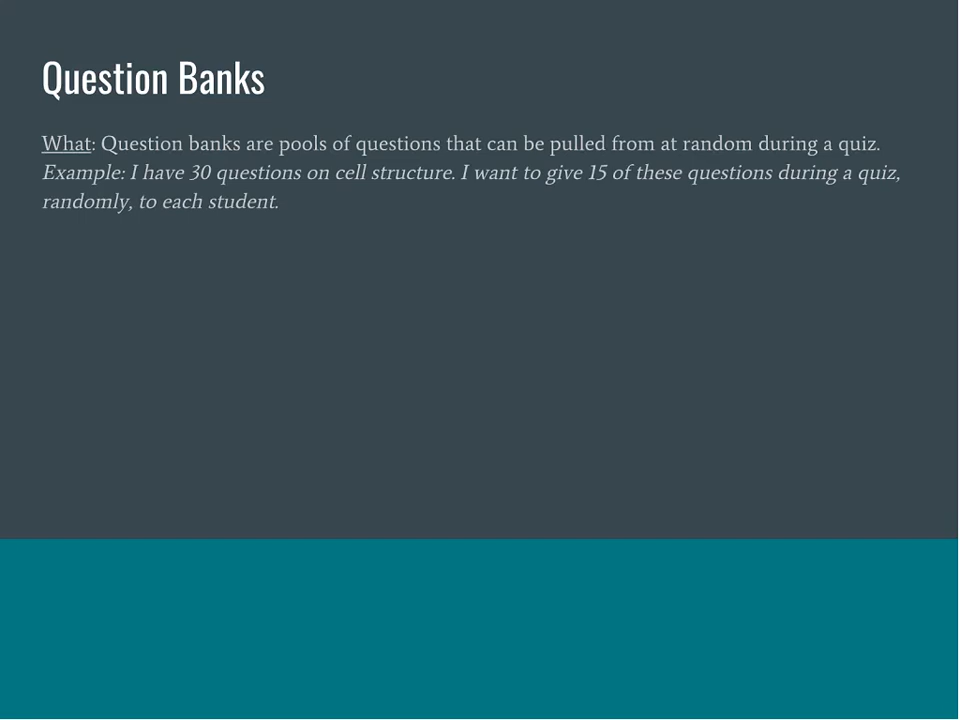 Question Banks
What: Question banks are pools of questions that can be pulled from at random during a quiz.
Example: I have 30 questions on cell structure. I want to give 15 of these questions during a quiz,
randomly, to each student.